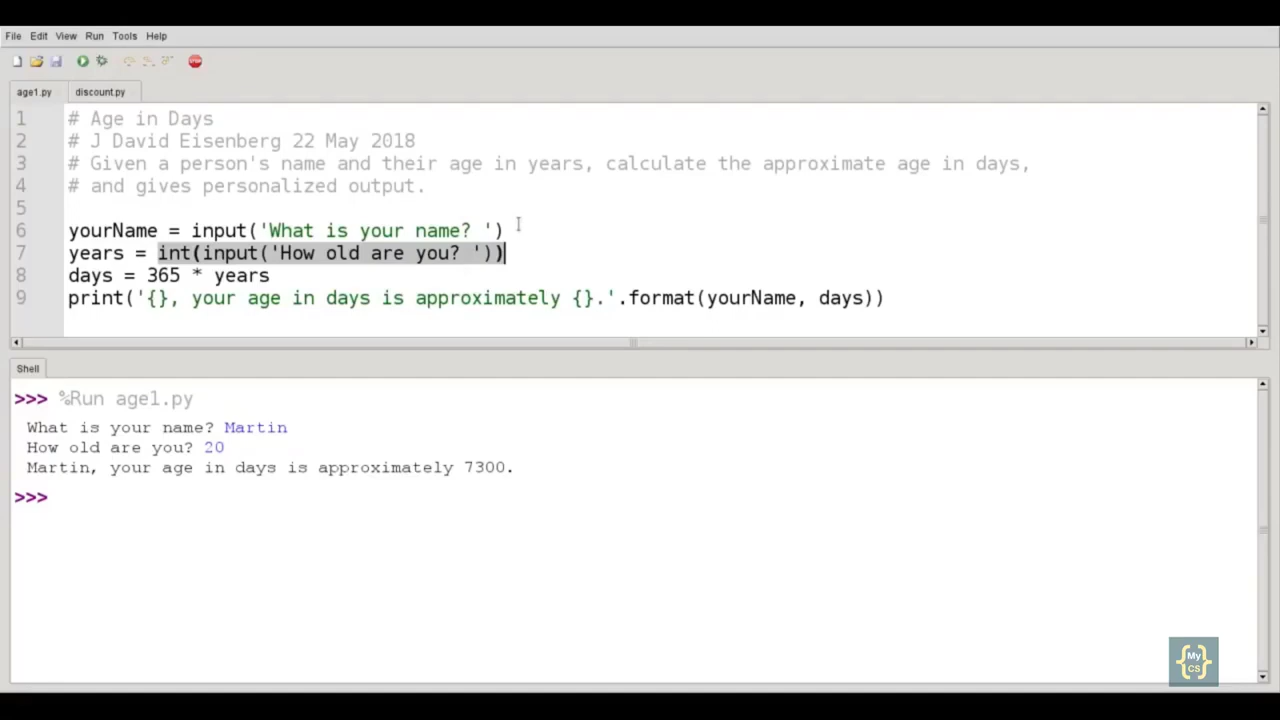 File Edit View Run Tools Help
age1.py discount.py
1 # Age in Days
2 # J David Eisenberg 22 May 2018
3 # Given a person's name and their age in years, calculate the approximate age in days,
4 # and gives personalized output.
5
6 yourName = input('What is your name? ')
7 years = int(input('How old are you? '))
8 days = 365 * years
9 print('{}, your age in days is approximately {}.'.format(yourName, days))
Shell
>>> %Run age1.py
What is your name? Martin
How old are you? 20
Martin, your age in days is approximately 7300.
>>>
{My}
CS